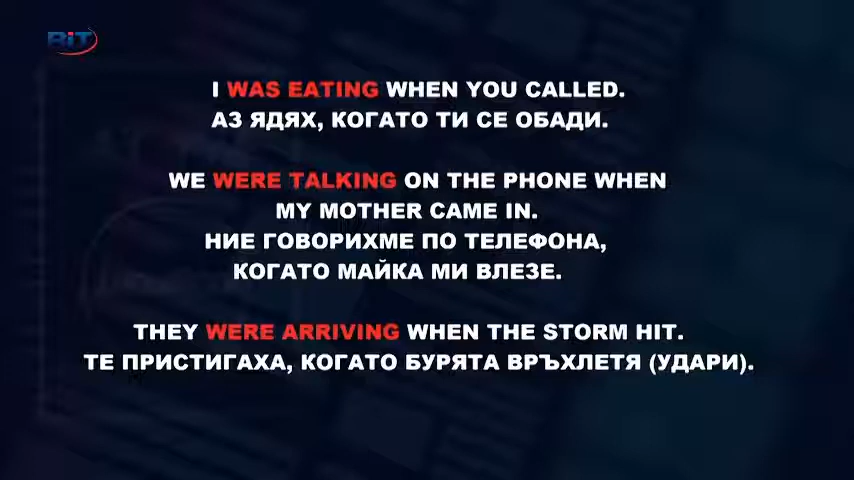 BiT
I WAS EATING WHEN YOU CALLED.
АЗ ЯДЯХ, КОГАТО ТИ СЕ ОБАДИ.
WE WERE TALKING ON THE PHONE WHEN
MY MOTHER CAME IN.
НИЕ ГОВОРИХМЕ ПО ТЕЛЕФОНА,
КОГАТО МАЙКА МИ ВЛЕЗЕ.
THEY WERE ARRIVING WHEN THE STORM HIT.
ТЕ ПРИСТИГАХА, КОГАТО БУРЯТА ВРЪХЛЕТЯ (УДАРИ).